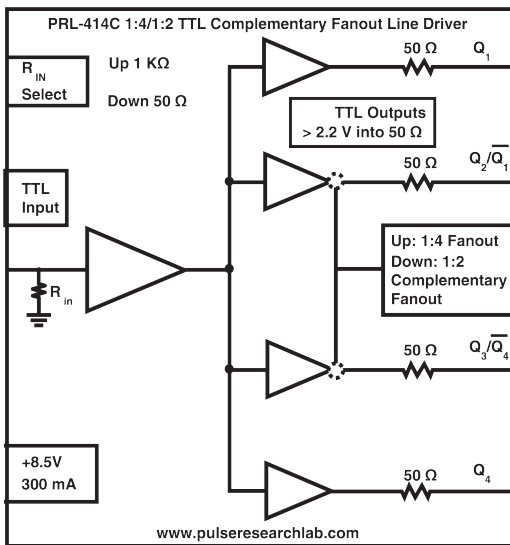 PRL-414C 1:4/1:2 TTL Complementary Fanout Line Driver
R IN
Select
Up 1 KΩ
Down 50 Ω
50 Ω
Q1
TTL Outputs
> 2.2 V into 50 Ω
TTL
Input
50 Ω
Q2/Q̅1̅
Up: 1:4 Fanout
Down: 1:2
Complementary
Fanout
R in
50 Ω
Q3/Q̅4̅
+8.5V
300 mA
50 Ω
Q4
www.pulseresearchlab.com